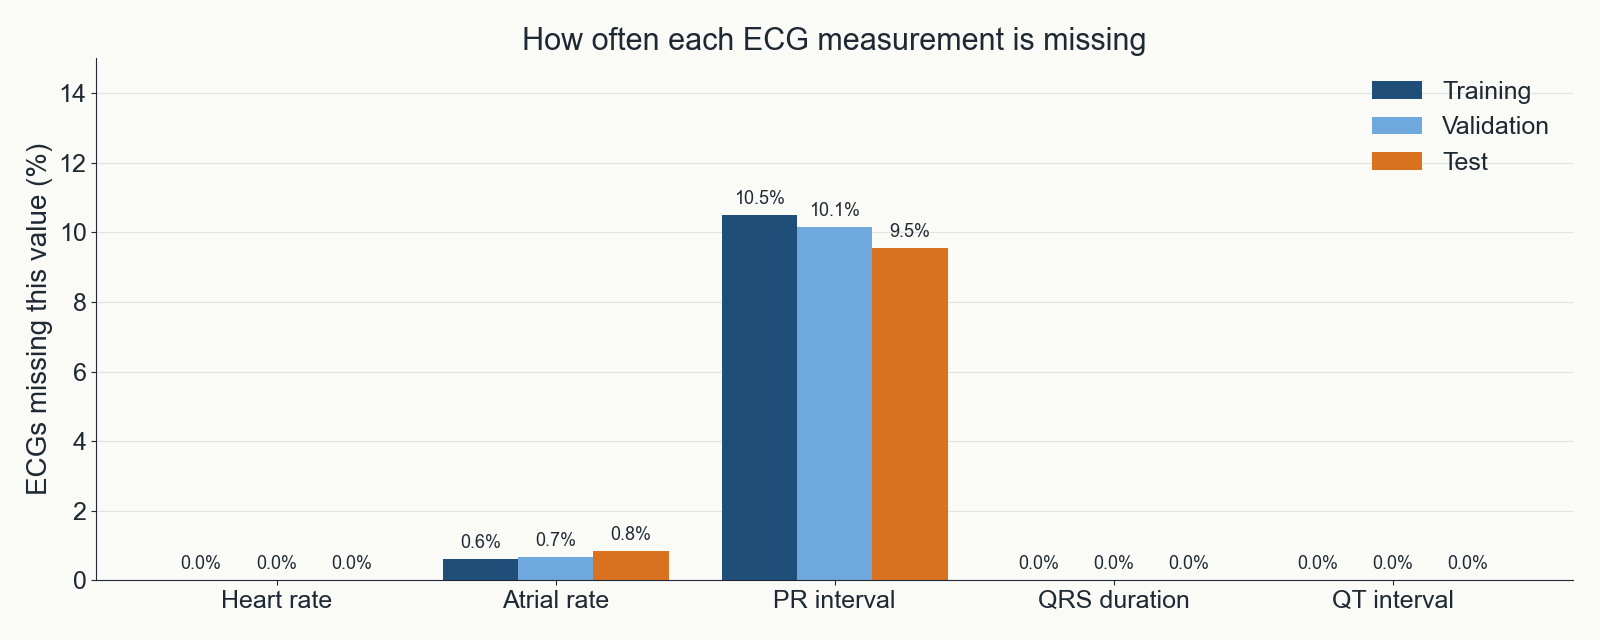 How often each ECG measurement is missing
ECGs missing this value (%)
14
12
10
8
6
4
2
0
Training
Validation
Test
0.0% 0.0% 0.0%
0.6% 0.7% 0.8%
10.5% 10.1% 9.5%
0.0% 0.0% 0.0%
0.0% 0.0% 0.0%
Heart rate Atrial rate PR interval QRS duration QT interval